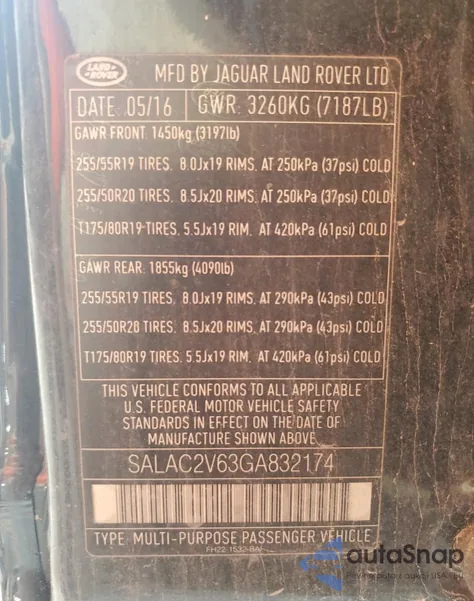 LAND
ROVER
MFD BY JAGUAR LAND ROVER LTD
DATE 05/16 GWR: 3260KG (7187LB)
GAWR FRONT: 1450kg (3197lb)
255/55R19 TIRES. 8.0Jx19 RIMS. AT 250kPa (37psi) COLD
255/50R20 TIRES. 8.5Jx20 RIMS. AT 250kPa (37psi) COLD
T175/80R19 TIRES. 5.5Jx19 RIM. AT 420kPa (61psi) COLD
GAWR REAR: 1855kg (4090lb)
255/55R19 TIRES. 8.0Jx19 RIMS. AT 290kPa (43psi) COLD
255/50R20 TIRES. 8.5Jx20 RIMS. AT 290kPa (43psi) COLD
T175/80R19 TIRES. 5.5Jx19 RIM. AT 420kPa (61psi) COLD
THIS VEHICLE CONFORMS TO ALL APPLICABLE
U.S. FEDERAL MOTOR VEHICLE SAFETY
STANDARDS IN EFFECT ON THE DATE OF
MANUFACTURE SHOWN ABOVE.
SALAC2V63GA832174
TYPE: MULTI-PURPOSE PASSENGER VEHICLE
autaSnap